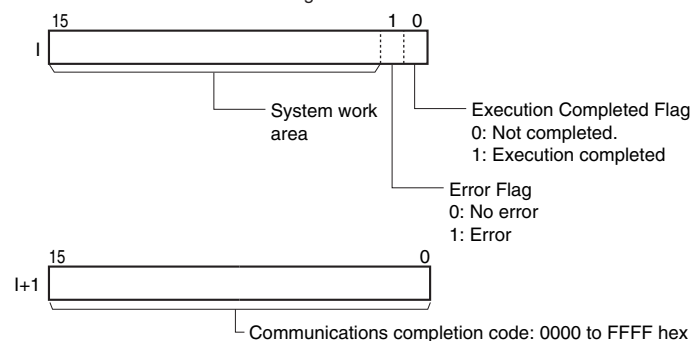 15 1 0
I
System work
area
Execution Completed Flag
0: Not completed.
1: Execution completed
Error Flag
0: No error
1: Error
15 0
I+1
Communications completion code: 0000 to FFFF hex